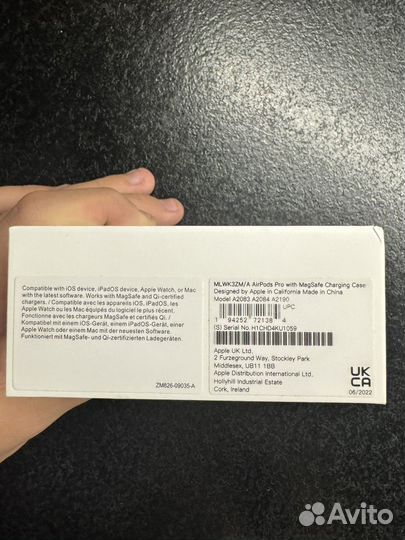 Compatible with iOS device, iPadOS device, Apple Watch, or Mac
with the latest software. Works with MagSafe and Qi-certified
chargers. / Compatible avec les appareils iOS, iPadOS, les
Apple Watch ou les Mac équipés du logiciel le plus récent.
Fonctionne avec les chargeurs MagSafe ou certifiés Qi. /
Kompatibel mit einem iOS-Gerät, einem iPadOS-Gerät, einer
Apple Watch oder einem Mac mit der neuesten Software.
Funktioniert mit MagSafe- und Qi-zertifizierten Ladegeräten.
ZM826-09035-A
MLWK3ZM/A AirPods Pro with MagSafe Charging Case
Designed by Apple in California Made in China
Model A2083 A2084 A2190
UPC
1 94252 72138 4
(S) Serial No. H1CHD4KU1059
Apple UK Ltd.
2 Furzeground Way, Stockley Park
Middlesex, UB11 1BB
Apple Distribution International Ltd.
Hollyhill Industrial Estate
Cork, Ireland
UK
CA
06/2022
Avito